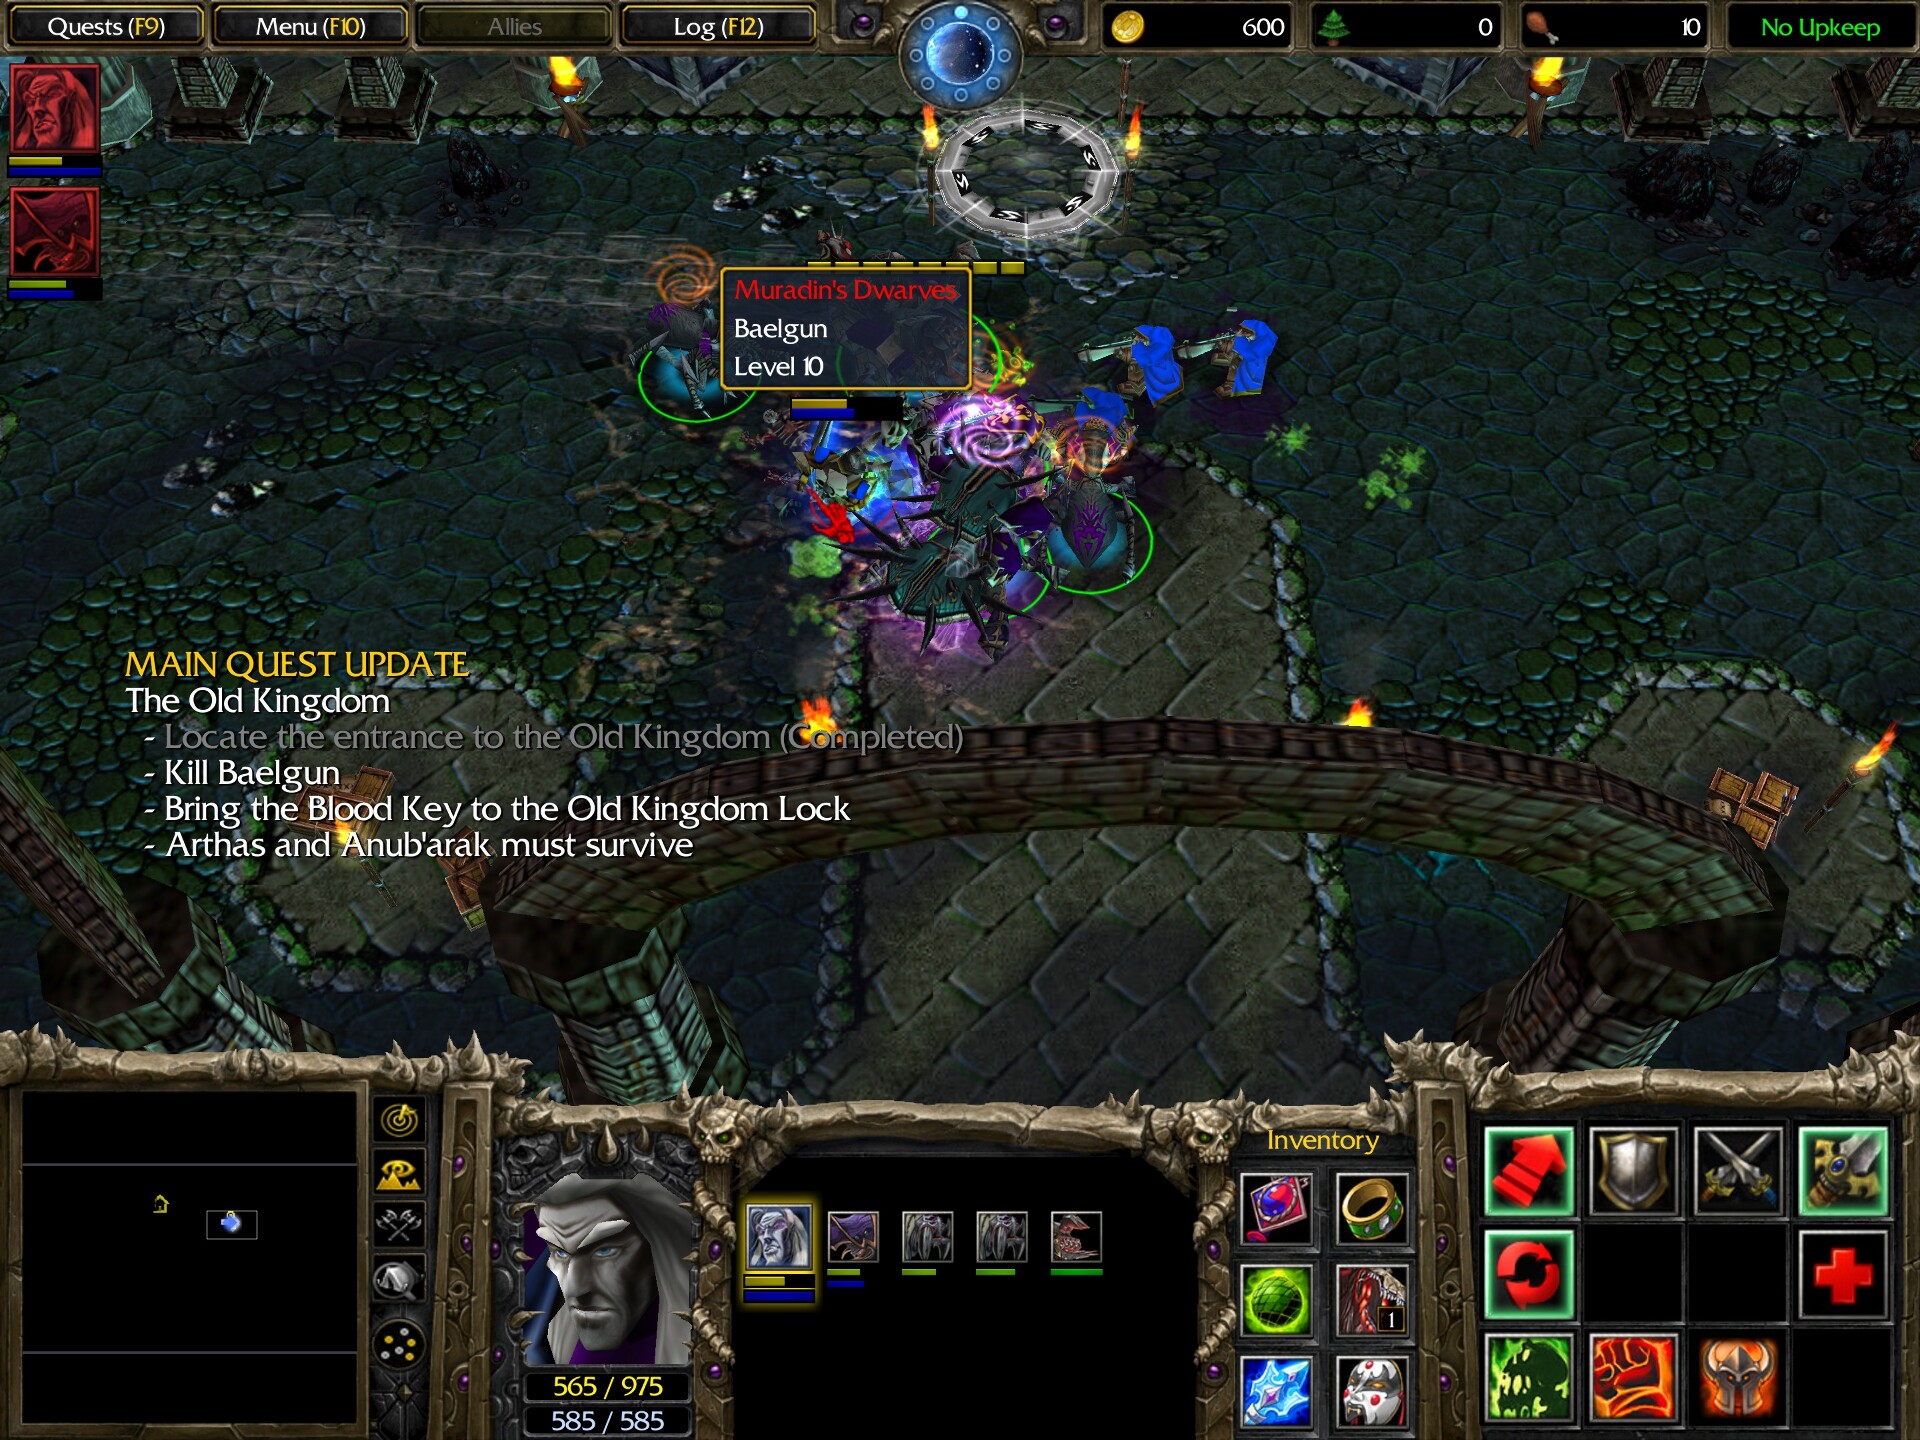 Quests (F9)
Menu (F10)
Allies
Log (F12)
600
0
10
No Upkeep
Muradin's Dwarves
Baelgun
Level 10
MAIN QUEST UPDATE
The Old Kingdom
- Locate the entrance to the Old Kingdom (Completed)
- Kill Baelgun
- Bring the Blood Key to the Old Kingdom Lock
- Arthas and Anub'arak must survive
Inventory
1
565 / 975
585 / 585